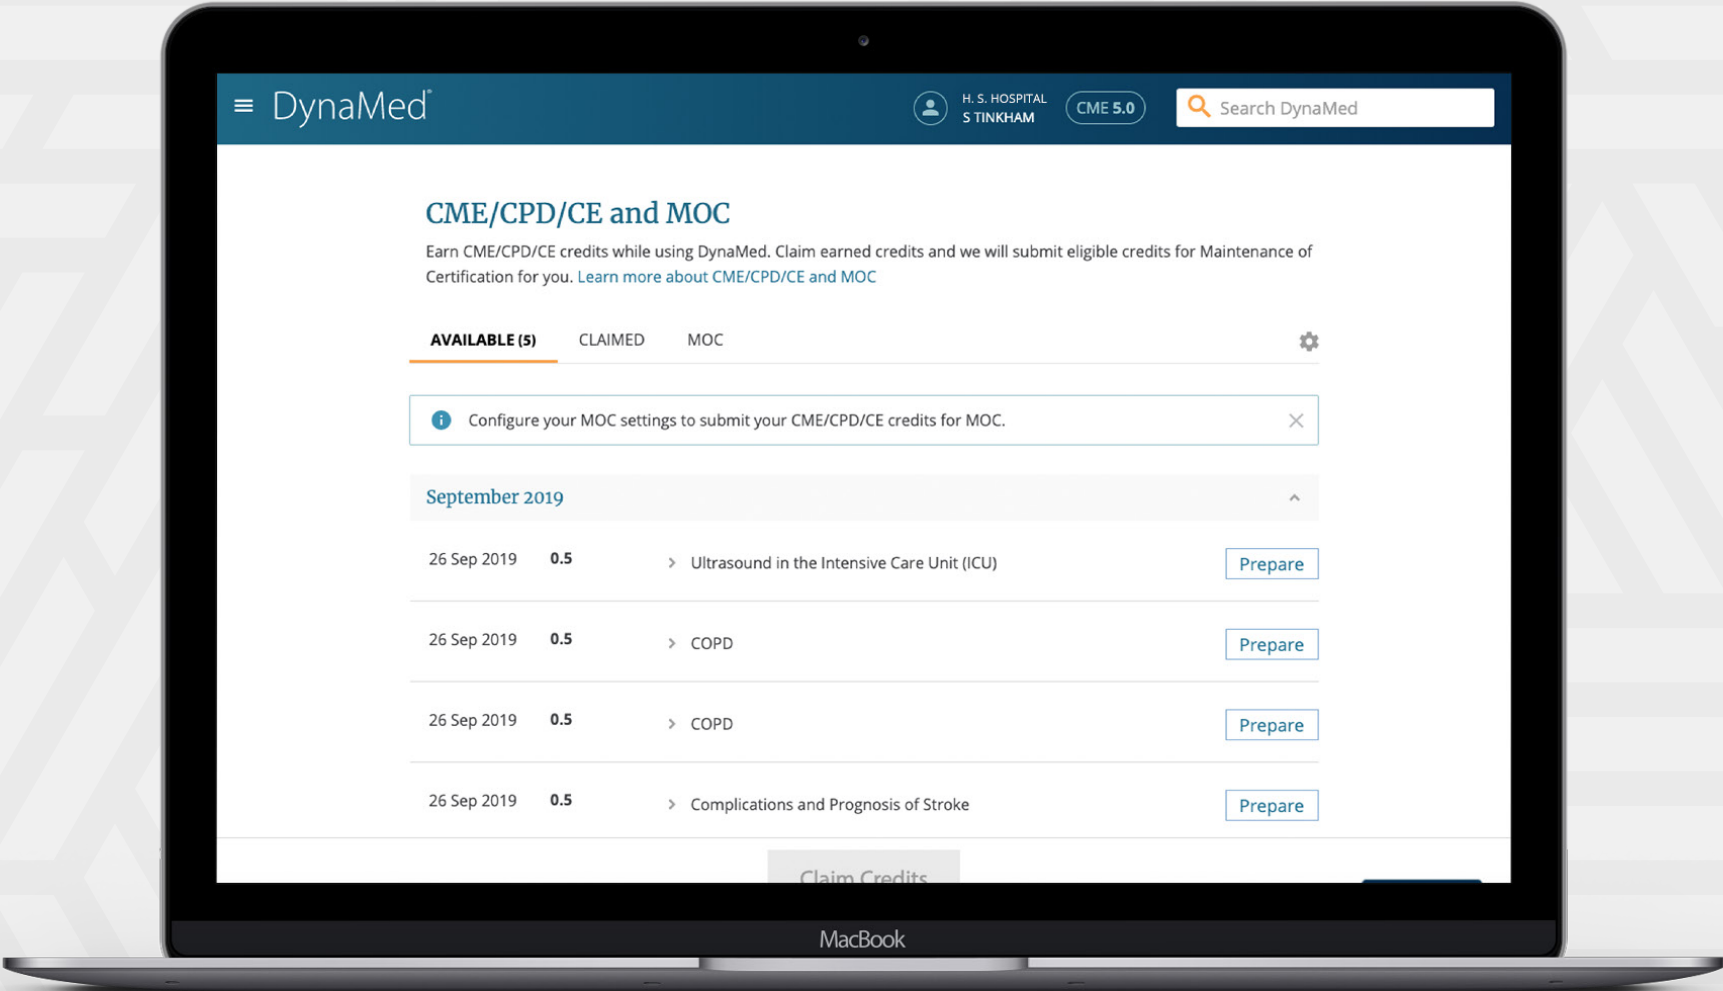 DynaMed
H. S. HOSPITAL
S TINKHAM
CME 5.0
Search DynaMed
CME/CPD/CE and MOC
Earn CME/CPD/CE credits while using DynaMed. Claim earned credits and we will submit eligible credits for Maintenance of
Certification for you. Learn more about CME/CPD/CE and MOC
AVAILABLE (5) CLAIMED MOC
Configure your MOC settings to submit your CME/CPD/CE credits for MOC.
September 2019
26 Sep 2019 0.5 Ultrasound in the Intensive Care Unit (ICU) Prepare
26 Sep 2019 0.5 COPD Prepare
26 Sep 2019 0.5 COPD Prepare
26 Sep 2019 0.5 Complications and Prognosis of Stroke Prepare
Claim Credits
MacBook